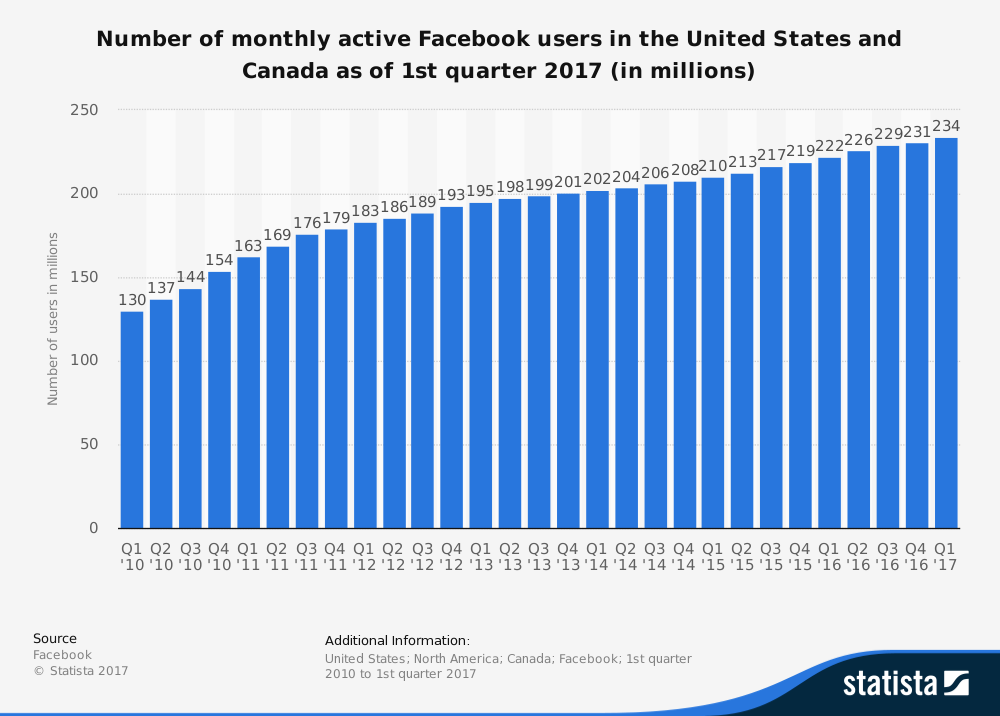 Number of monthly active Facebook users in the United States and
Canada as of 1st quarter 2017 (in millions)
Number of users in millions
250
200
150
100
50
0
130 137 144 154 163 169 176 179 183 186 189 193 195 198 199 201 202 204 206 208 210 213 217 219 222 226 229 231 234
Q1 Q2 Q3 Q4 Q1 Q2 Q3 Q4 Q1 Q2 Q3 Q4 Q1 Q2 Q3 Q4 Q1 Q2 Q3 Q4 Q1 Q2 Q3 Q4 Q1 Q2 Q3 Q4 Q1
'10 '10 '10 '10 '11 '11 '11 '11 '12 '12 '12 '12 '13 '13 '13 '13 '14 '14 '14 '14 '15 '15 '15 '15 '16 '16 '16 '16 '17
Source
Facebook
© Statista 2017
Additional Information:
United States; North America; Canada; Facebook; 1st quarter
2010 to 1st quarter 2017
statista